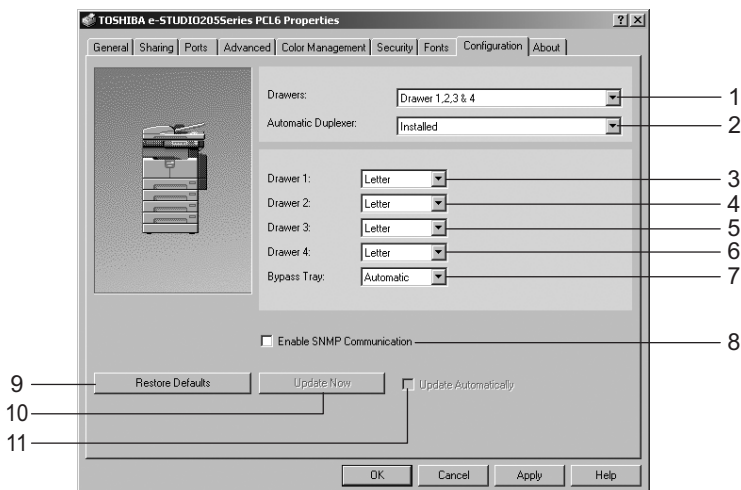 TOSHIBA e-STUDIO205Series PCL6 Properties
General Sharing Ports Advanced Color Management Security Fonts Configuration About
Drawers: Drawer 1,2,3 & 4 1
Automatic Duplexer: Installed 2
Drawer 1: Letter 3
Drawer 2: Letter 4
Drawer 3: Letter 5
Drawer 4: Letter 6
Bypass Tray: Automatic 7
Enable SNMP Communication 8
9 Restore Defaults Update Now Update Automatically
10
11
OK Cancel Apply Help